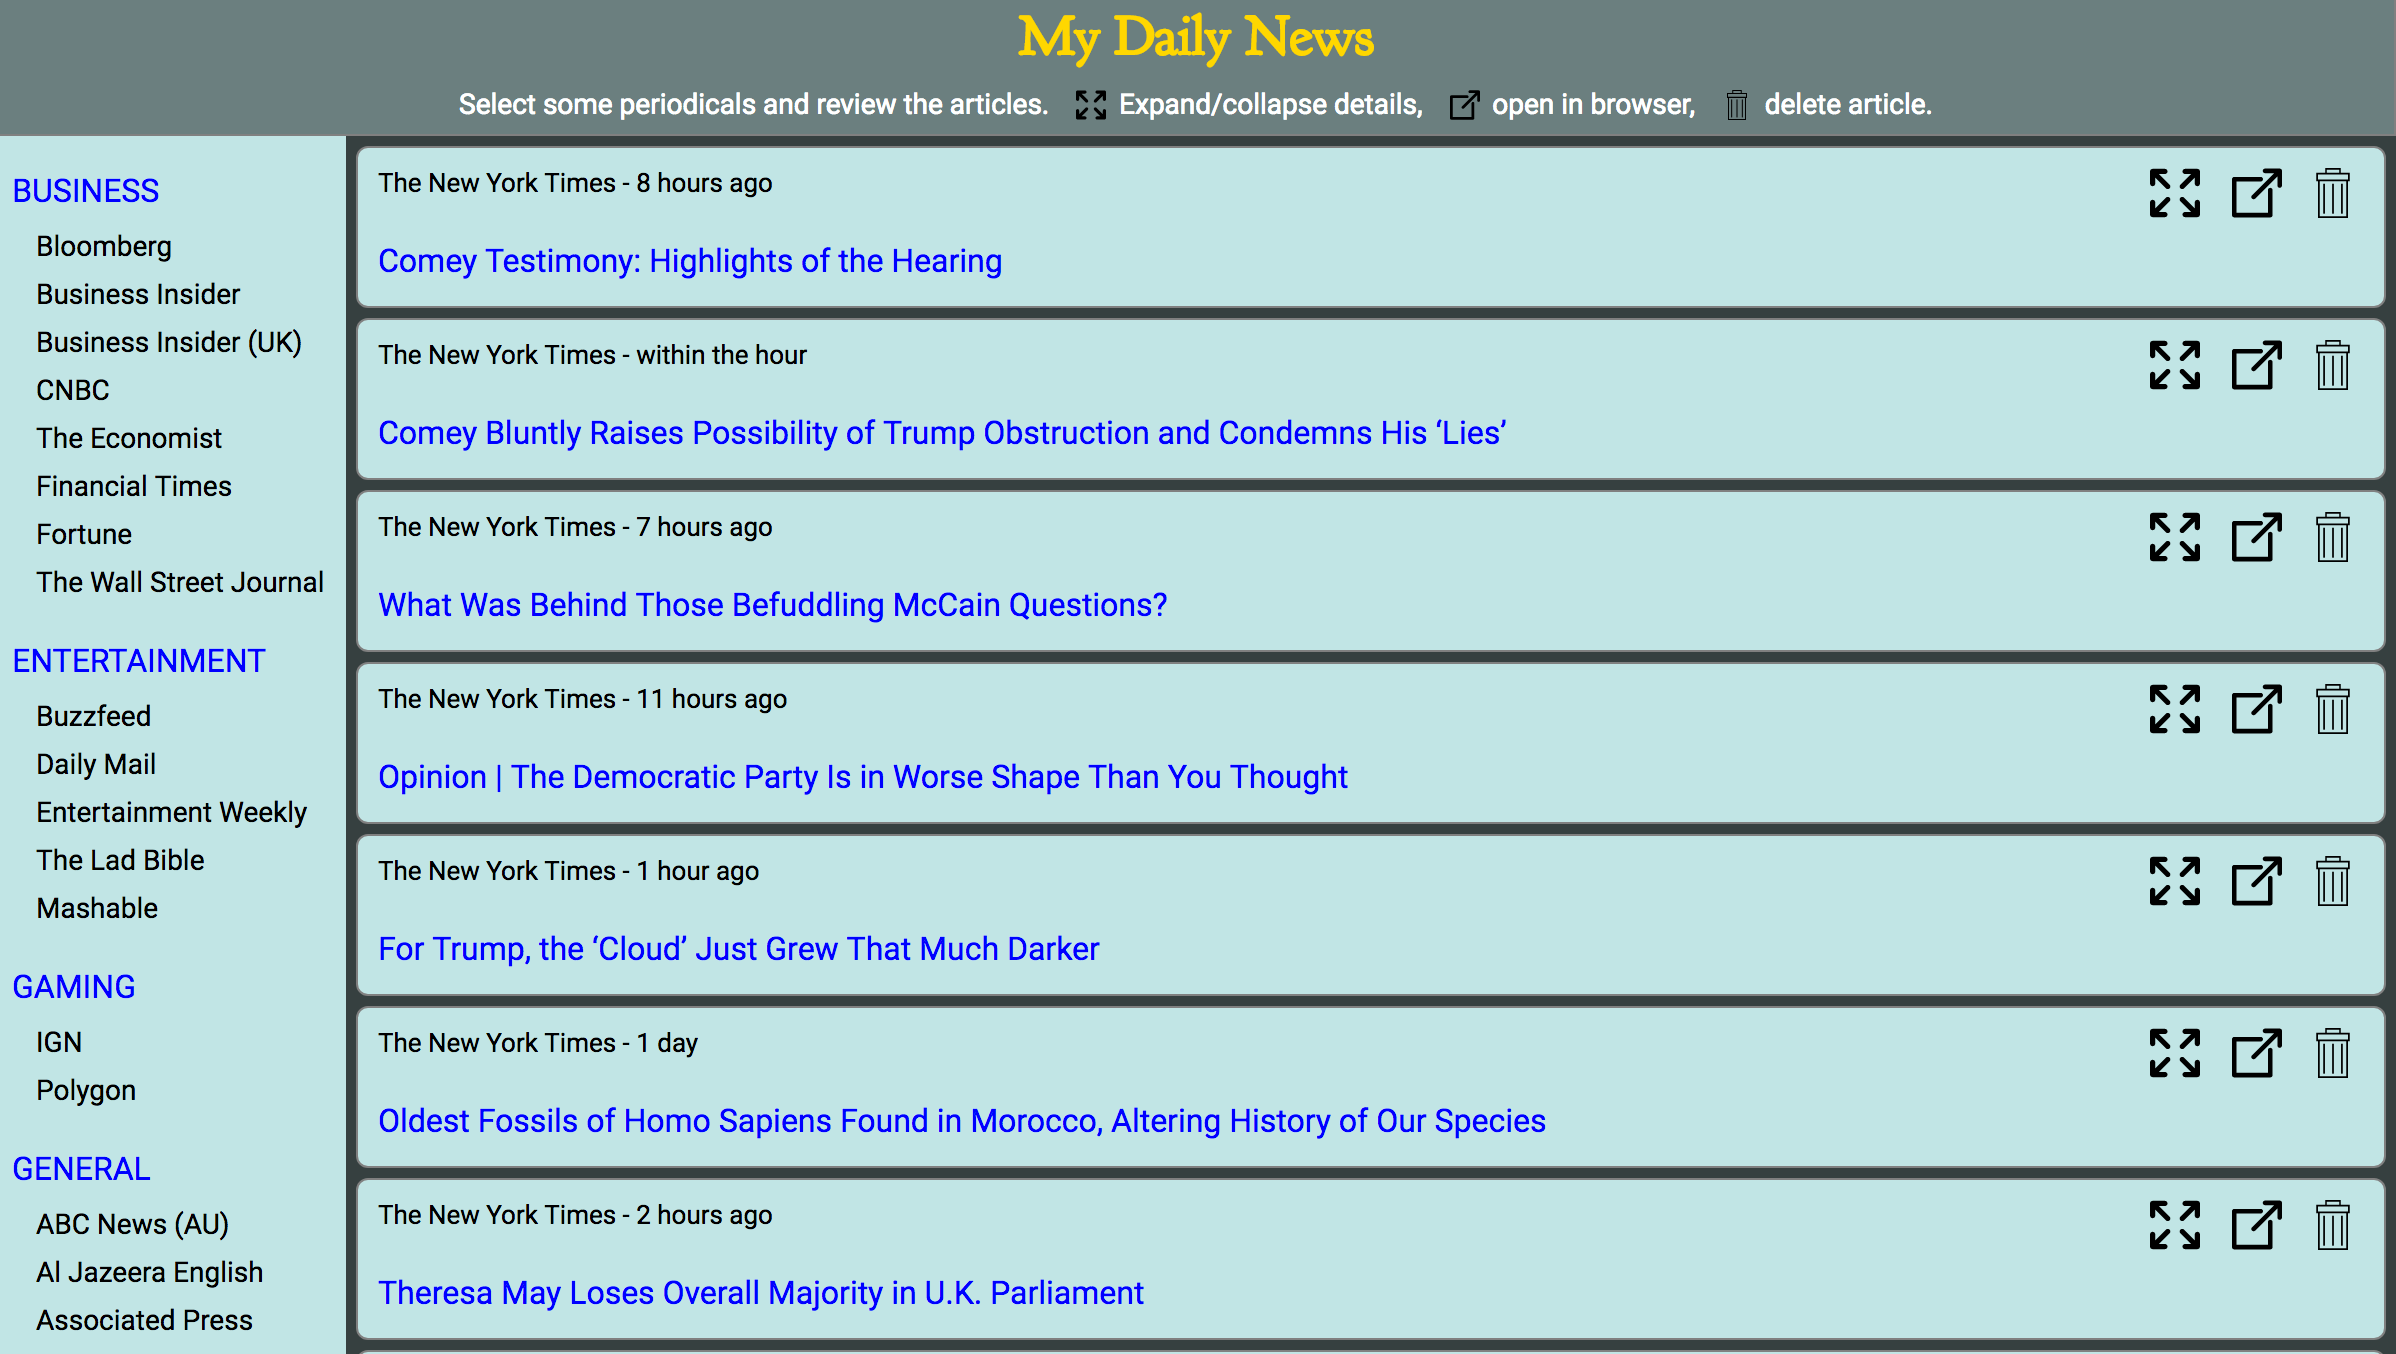 My Daily News
Select some periodicals and review the articles. Expand/collapse details, open in browser, delete article.
BUSINESS
Bloomberg
Business Insider
Business Insider (UK)
CNBC
The Economist
Financial Times
Fortune
The Wall Street Journal
ENTERTAINMENT
Buzzfeed
Daily Mail
Entertainment Weekly
The Lad Bible
Mashable
GAMING
IGN
Polygon
GENERAL
ABC News (AU)
Al Jazeera English
Associated Press
The New York Times - 8 hours ago
Comey Testimony: Highlights of the Hearing
The New York Times - within the hour
Comey Bluntly Raises Possibility of Trump Obstruction and Condemns His ‘Lies’
The New York Times - 7 hours ago
What Was Behind Those Befuddling McCain Questions?
The New York Times - 11 hours ago
Opinion | The Democratic Party Is in Worse Shape Than You Thought
The New York Times - 1 hour ago
For Trump, the ‘Cloud’ Just Grew That Much Darker
The New York Times - 1 day
Oldest Fossils of Homo Sapiens Found in Morocco, Altering History of Our Species
The New York Times - 2 hours ago
Theresa May Loses Overall Majority in U.K. Parliament